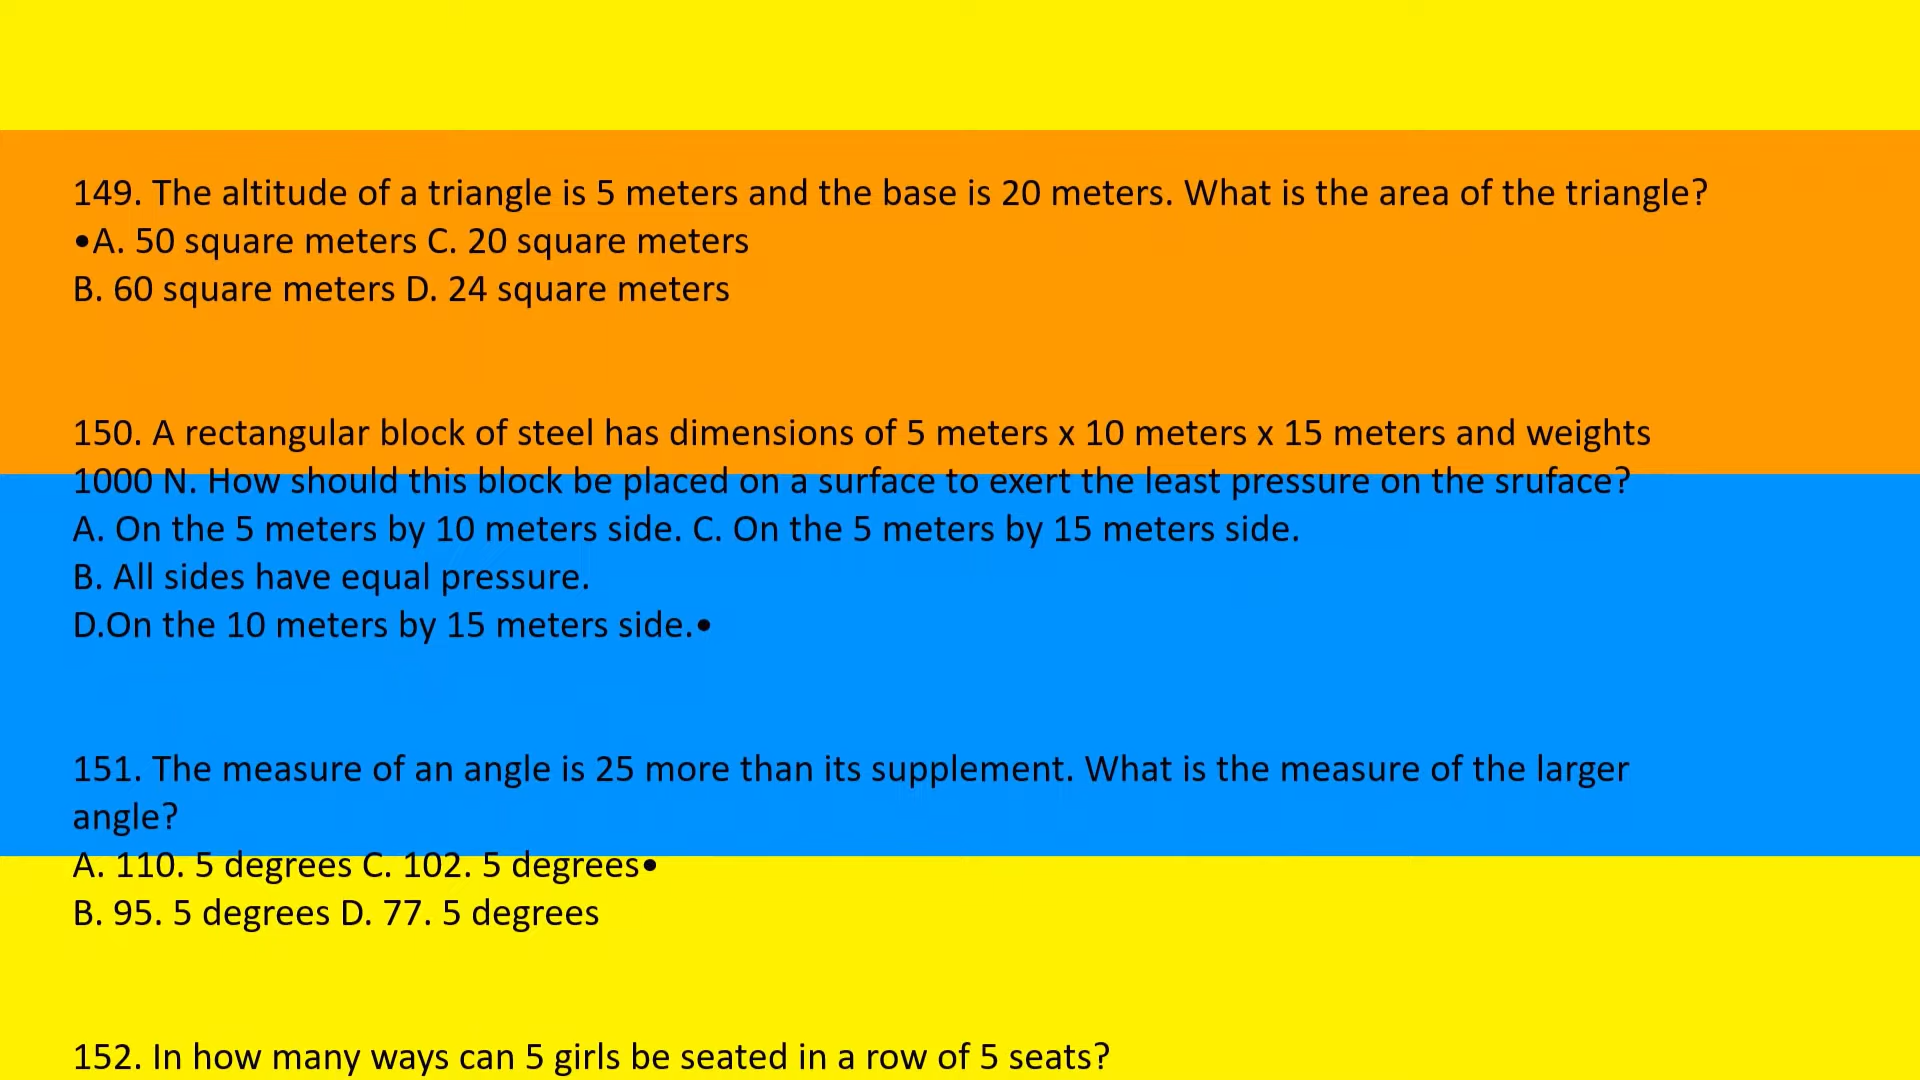 149. The altitude of a triangle is 5 meters and the base is 20 meters. What is the area of the triangle?
•A. 50 square meters C. 20 square meters
B. 60 square meters D. 24 square meters
150. A rectangular block of steel has dimensions of 5 meters x 10 meters x 15 meters and weights
1000 N. How should this block be placed on a surface to exert the least pressure on the sruface?
A. On the 5 meters by 10 meters side. C. On the 5 meters by 15 meters side.
B. All sides have equal pressure.
D.On the 10 meters by 15 meters side.•
151. The measure of an angle is 25 more than its supplement. What is the measure of the larger
angle?
A. 110. 5 degrees C. 102. 5 degrees•
B. 95. 5 degrees D. 77. 5 degrees
152. In how many ways can 5 girls be seated in a row of 5 seats?